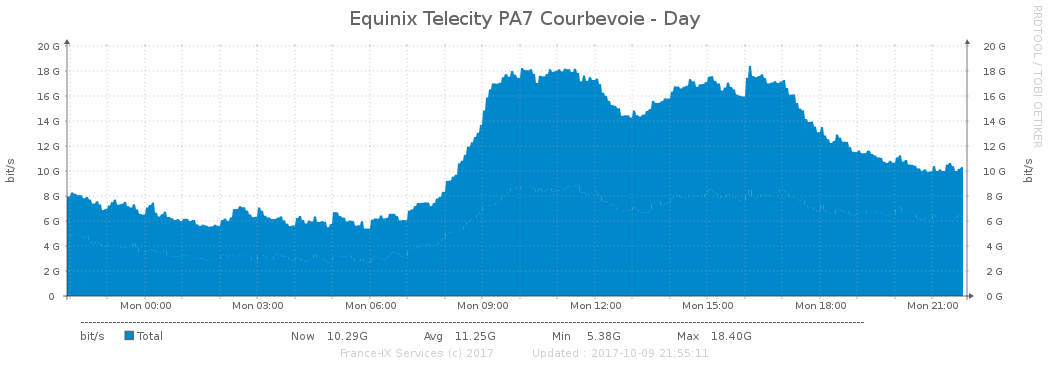 Equinix Telecity PA7 Courbevoie - Day
RRDTOOL / TOBI OETIKER
20 G 20 G
18 G 18 G
16 G 16 G
14 G 14 G
12 G 12 G
10 G 10 G
8 G 8 G
6 G 6 G
4 G 4 G
2 G 2 G
0 0 G
bit/s bit/s
Mon 00:00 Mon 03:00 Mon 06:00 Mon 09:00 Mon 12:00 Mon 15:00 Mon 18:00 Mon 21:00
bit/s Total Now 10.29G Avg 11.25G Min 5.38G Max 18.40G
France-IX Services (c) 2017 Updated : 2017-10-09 21:55:11